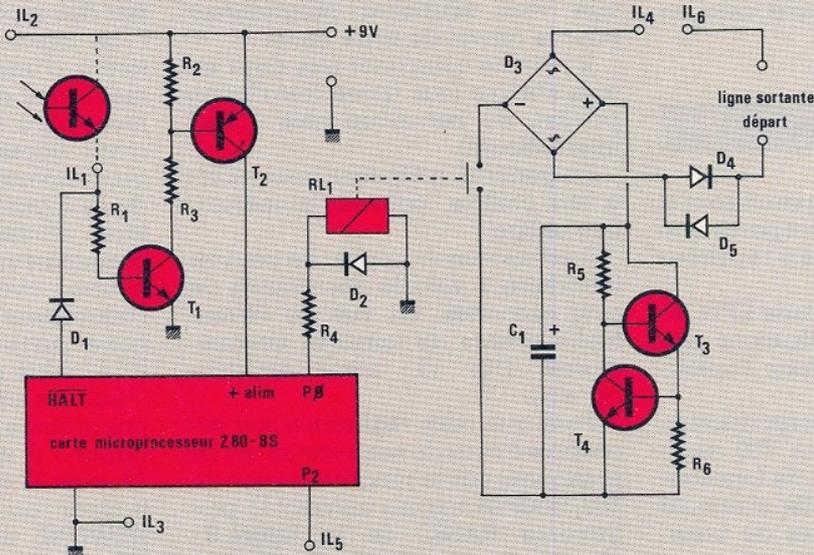 IL2
+ 9V
IL4
IL6
R2
D3
− +
ligne sortante
départ
T2
D4
IL1
RL1
R1
R3
D5
D2
T1
R5
D1
R4
C1 +
T3
HALT
+ alim
P0
T4
carte microprocesseur Z80-8S
R6
P2
IL3
IL5